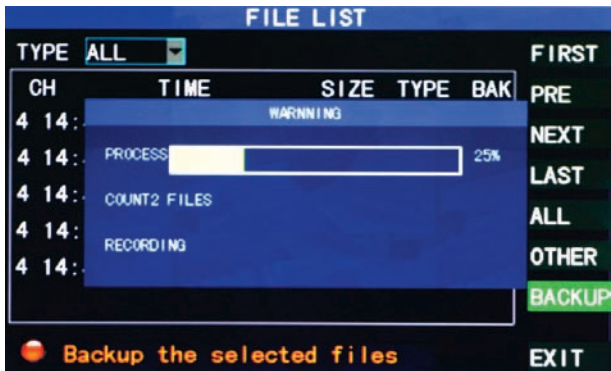 FILE LIST
TYPE ALL
CH TIME SIZE TYPE BAK
4 14:
4 14:
4 14:
4 14:
4 14:
WARNNING
PROCESS 25%
COUNT2 FILES
RECORDING
FIRST
PRE
NEXT
LAST
ALL
OTHER
BACKUP
EXIT
Backup the selected files